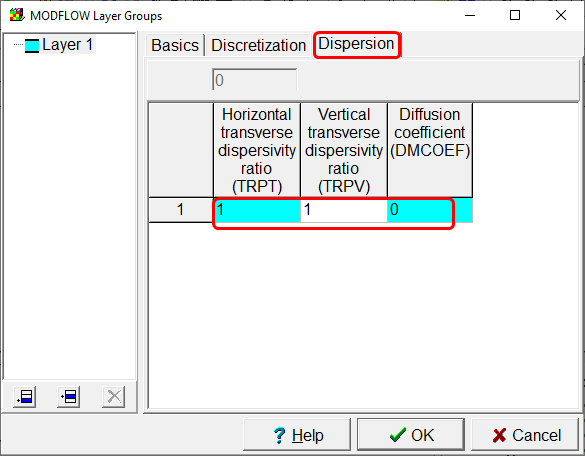 MODFLOW Layer Groups
Layer 1
Basics Discretization Dispersion
0
Horizontal transverse dispersivity ratio (TRPT)
Vertical transverse dispersivity ratio (TRPV)
Diffusion coefficient (DMCOEF)
1 1 1 0
Help OK Cancel